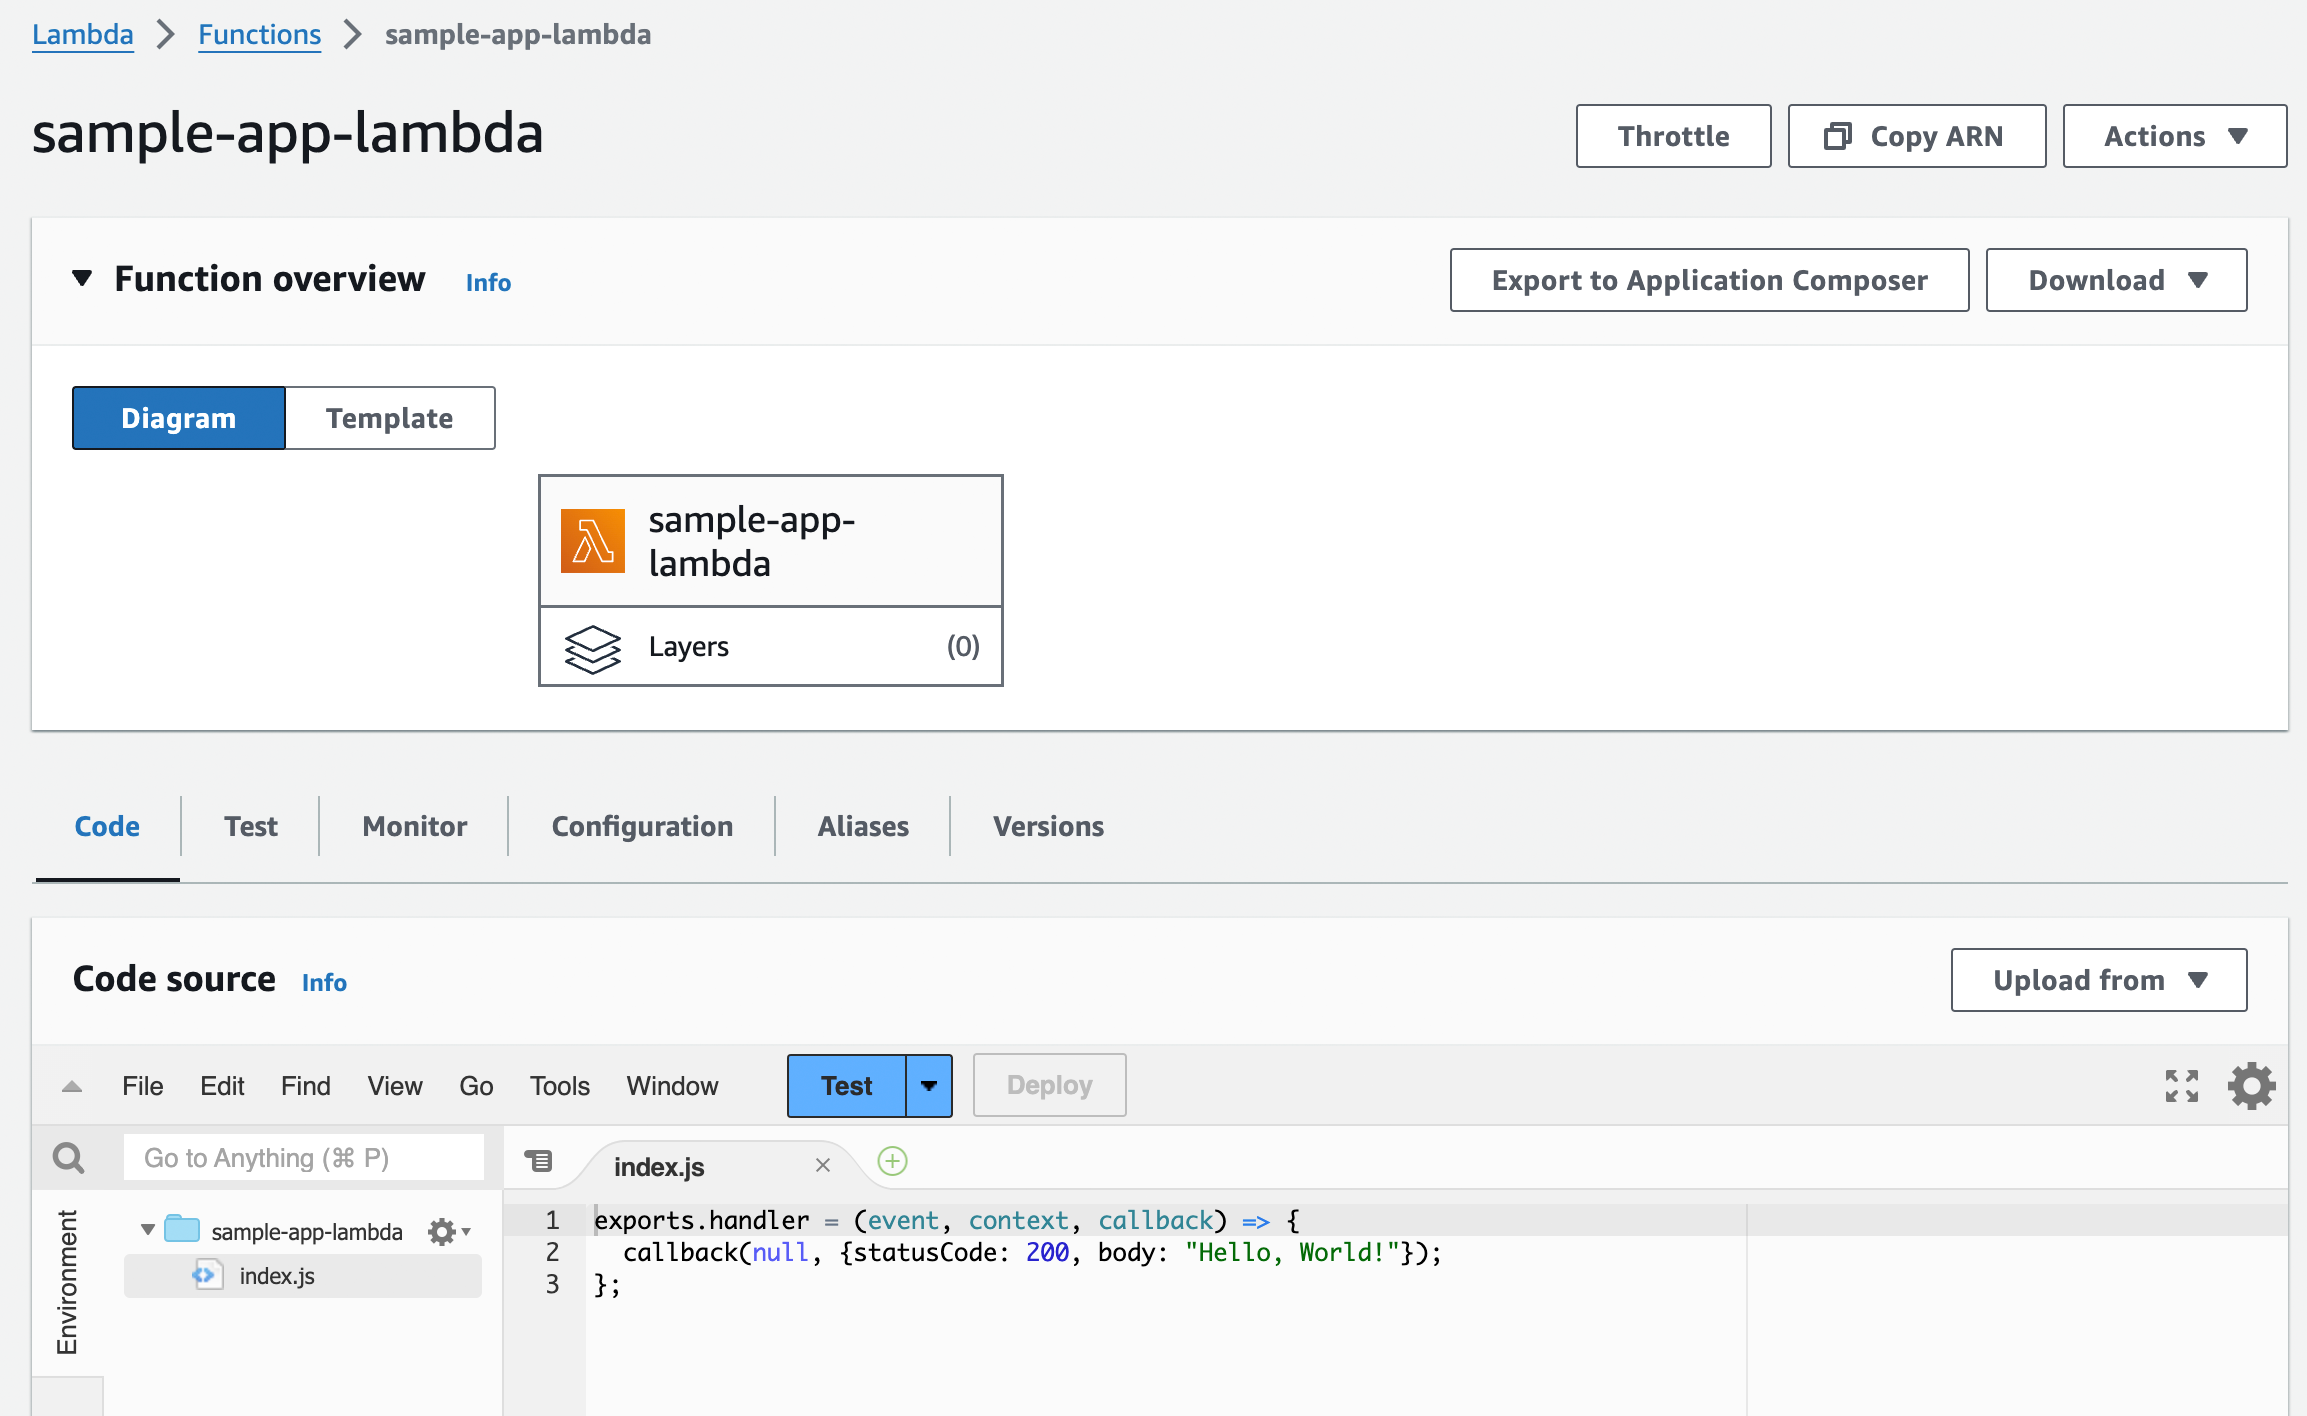 Lambda > Functions > sample-app-lambda
sample-app-lambda
Throttle Copy ARN Actions ▼
▼ Function overview Info
Export to Application Composer Download ▼
Diagram Template
sample-app-
lambda
Layers (0)
Code Test Monitor Configuration Aliases Versions
Code source Info
Upload from ▼
File Edit Find View Go Tools Window Test Deploy
Go to Anything (⌘ P)
index.js ×
Environment
sample-app-lambda
index.js
1 exports.handler = (event, context, callback) => {
2   callback(null, {statusCode: 200, body: "Hello, World!"});
3 };